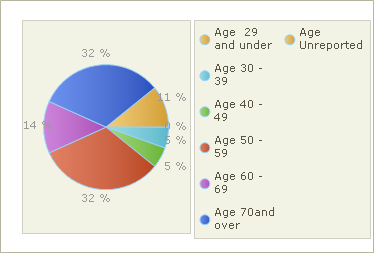 32 %
11 %
14 %
5 %
32 %
Age 29
and under
Age 30 -
39
Age 40 -
49
Age 50 -
59
Age 60 -
69
Age 70and
over
Age
Unreported